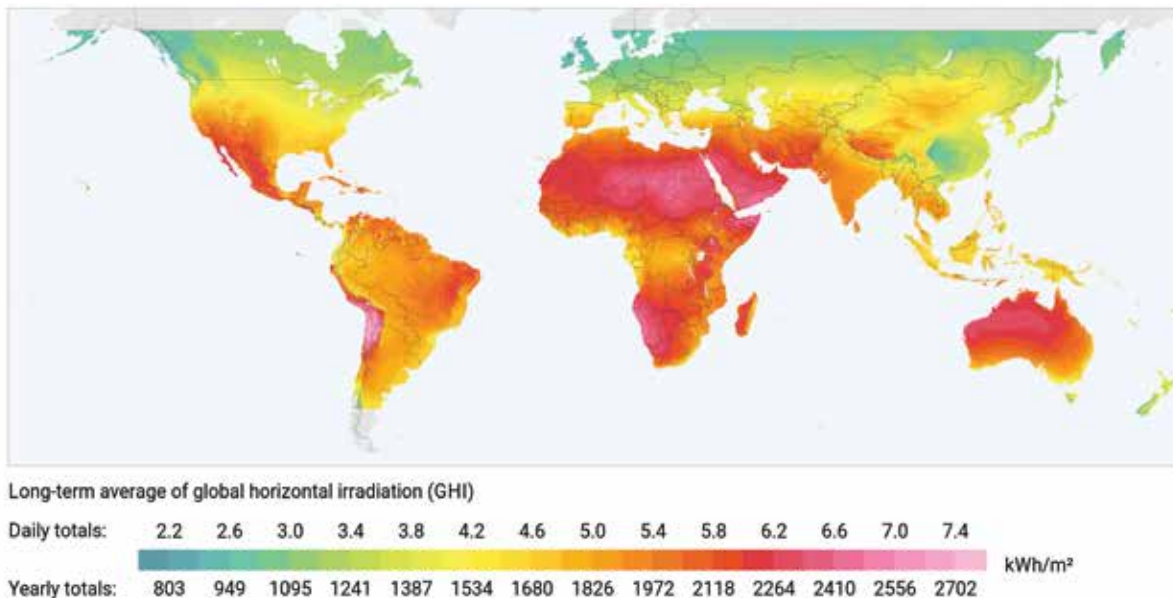 Long-term average of global horizontal irradiation (GHI)
Daily totals: 2.2 2.6 3.0 3.4 3.8 4.2 4.6 5.0 5.4 5.8 6.2 6.6 7.0 7.4
kWh/m²
Yearly totals: 803 949 1095 1241 1387 1534 1680 1826 1972 2118 2264 2410 2556 2702